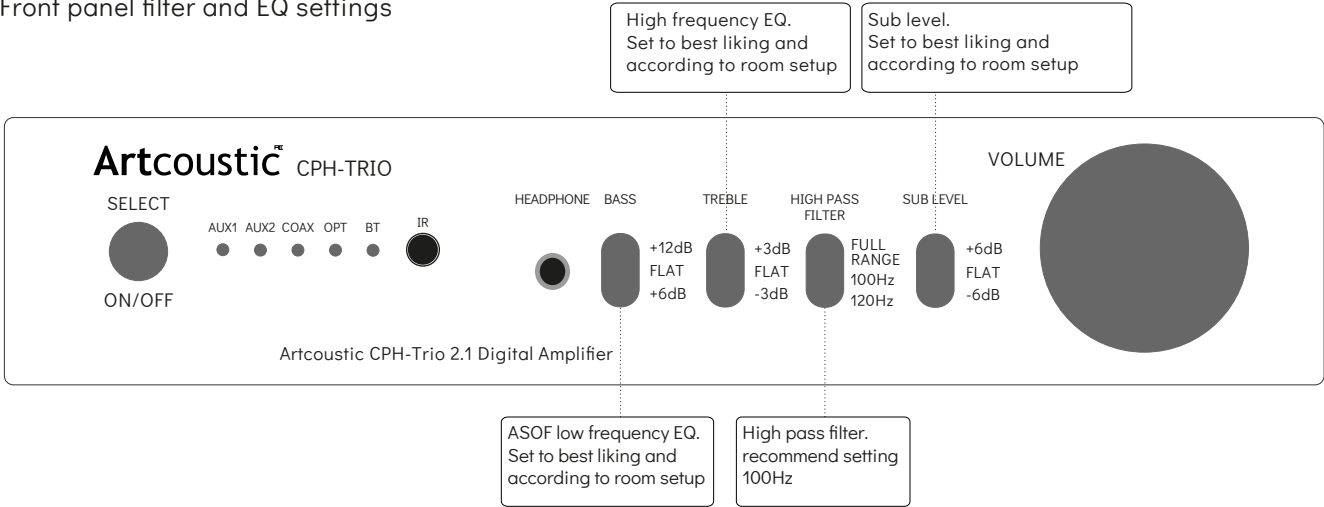 Front panel filter and EQ settings
High frequency EQ.
Set to best liking and
according to room setup
Sub level.
Set to best liking and
according to room setup
Artcoustic CPH-TRIO
SELECT
ON/OFF
AUX1 AUX2 COAX OPT BT
IR
HEADPHONE
BASS
+12dB
FLAT
+6dB
TREBLE
+3dB
FLAT
-3dB
HIGH PASS
FILTER
FULL
RANGE
100Hz
120Hz
SUB LEVEL
+6dB
FLAT
-6dB
VOLUME
Artcoustic CPH-Trio 2.1 Digital Amplifier
ASOF low frequency EQ.
Set to best liking and
according to room setup
High pass filter.
recommend setting
100Hz